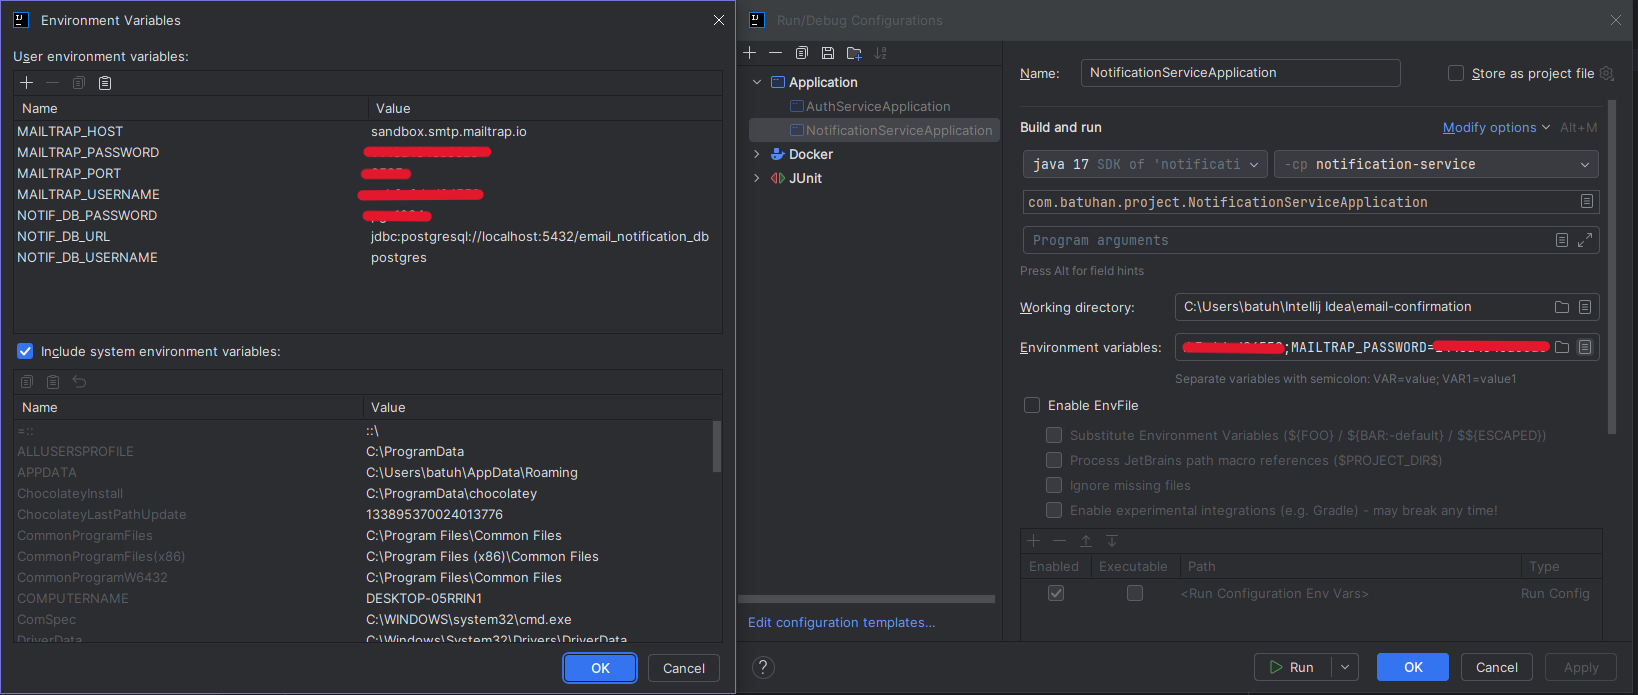 Environment Variables
User environment variables:
Name Value
MAILTRAP_HOST sandbox.smtp.mailtrap.io
MAILTRAP_PASSWORD
MAILTRAP_PORT
MAILTRAP_USERNAME
NOTIF_DB_PASSWORD
NOTIF_DB_URL jdbc:postgresql://localhost:5432/email_notification_db
NOTIF_DB_USERNAME postgres
Include system environment variables:
Name Value
=:: ::\
ALLUSERSPROFILE C:\ProgramData
APPDATA C:\Users\batuh\AppData\Roaming
ChocolateyInstall C:\ProgramData\chocolatey
ChocolateyLastPathUpdate 133895370024013776
CommonProgramFiles C:\Program Files\Common Files
CommonProgramFiles(x86) C:\Program Files (x86)\Common Files
CommonProgramW6432 C:\Program Files\Common Files
COMPUTERNAME DESKTOP-05RRIN1
ComSpec C:\WINDOWS\system32\cmd.exe
DriverData C:\Windows\System32\Drivers\DriverData
OK Cancel
Run/Debug Configurations
Application
AuthServiceApplication
NotificationServiceApplication
Docker
JUnit
Edit configuration templates...
?
Name: NotificationServiceApplication Store as project file
Build and run Modify options Alt+M
java 17 SDK of 'notificati -cp notification-service
com.batuhan.project.NotificationServiceApplication
Program arguments
Press Alt for field hints
Working directory: C:\Users\batuh\Intellij Idea\email-confirmation
Environment variables: ;MAILTRAP_PASSWORD=
Separate variables with semicolon: VAR=value; VAR1=value1
Enable EnvFile
Substitute Environment Variables (${FOO} / ${BAR:-default} / $${ESCAPED})
Process JetBrains path macro references ($PROJECT_DIR$)
Ignore missing files
Enable experimental integrations (e.g. Gradle) - may break any time!
Enabled Executable Path Type
<Run Configuration Env Vars> Run Config
Run OK Cancel Apply